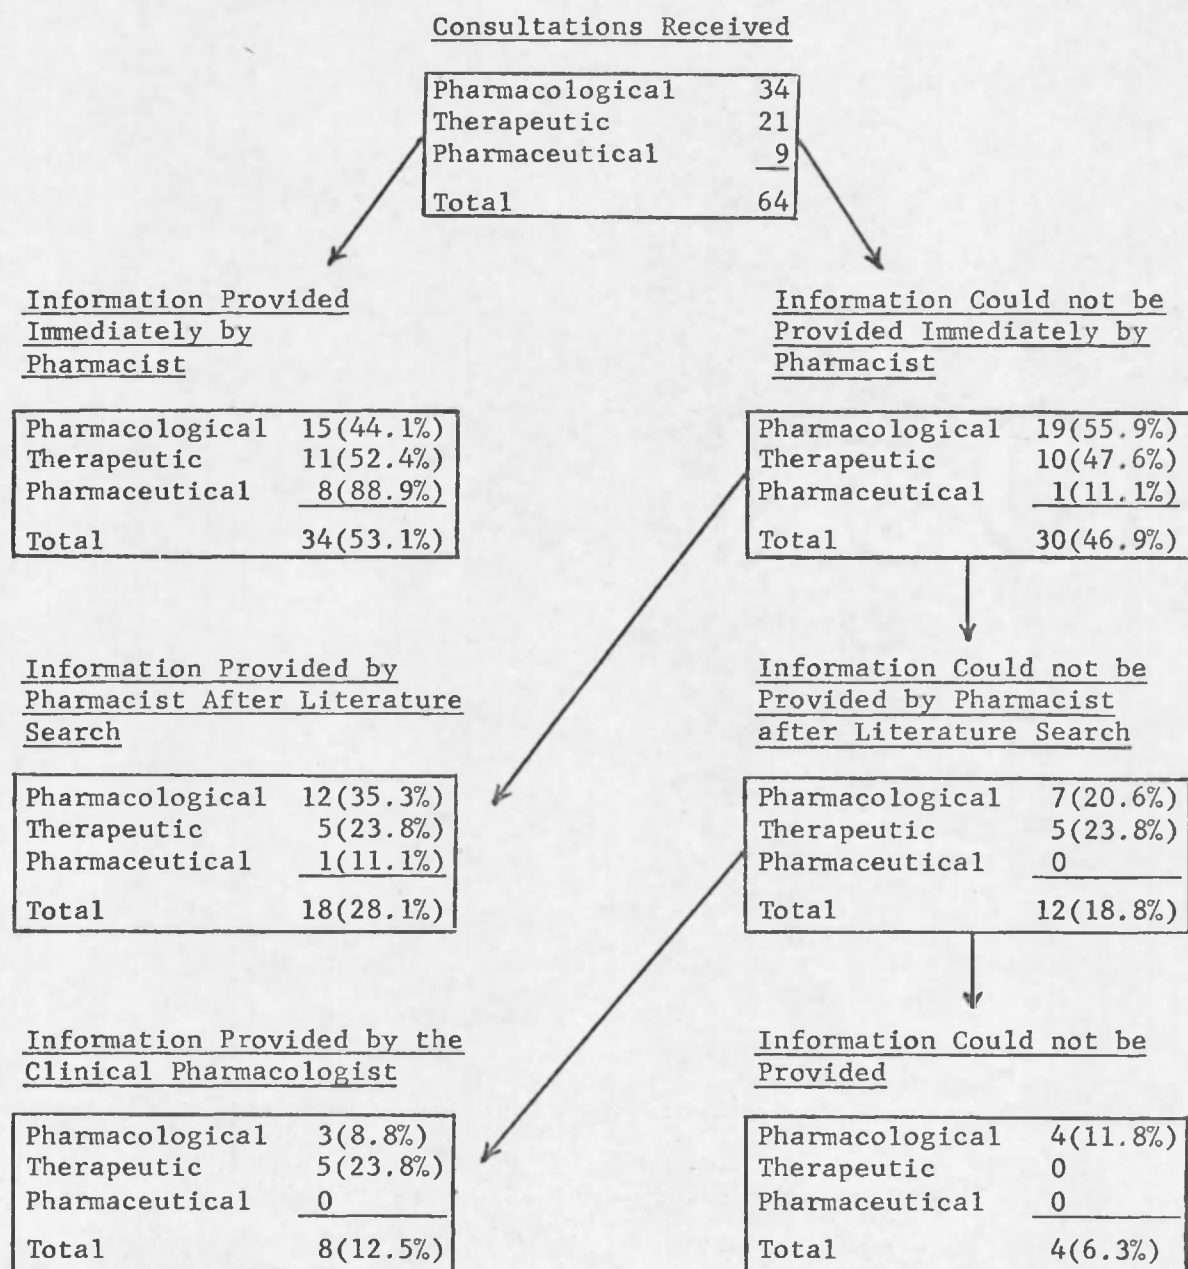 Consultations Received
Pharmacological 34
Therapeutic 21
Pharmaceutical 9
Total 64
Information Provided
Immediately by
Pharmacist
Pharmacological 15(44.1%)
Therapeutic 11(52.4%)
Pharmaceutical 8(88.9%)
Total 34(53.1%)
Information Could not be
Provided Immediately by
Pharmacist
Pharmacological 19(55.9%)
Therapeutic 10(47.6%)
Pharmaceutical 1(11.1%)
Total 30(46.9%)
Information Provided by
Pharmacist After Literature
Search
Pharmacological 12(35.3%)
Therapeutic 5(23.8%)
Pharmaceutical 1(11.1%)
Total 18(28.1%)
Information Could not be
Provided by Pharmacist
after Literature Search
Pharmacological 7(20.6%)
Therapeutic 5(23.8%)
Pharmaceutical 0
Total 12(18.8%)
Information Provided by the
Clinical Pharmacologist
Pharmacological 3(8.8%)
Therapeutic 5(23.8%)
Pharmaceutical 0
Total 8(12.5%)
Information Could not be
Provided
Pharmacological 4(11.8%)
Therapeutic 0
Pharmaceutical 0
Total 4(6.3%)